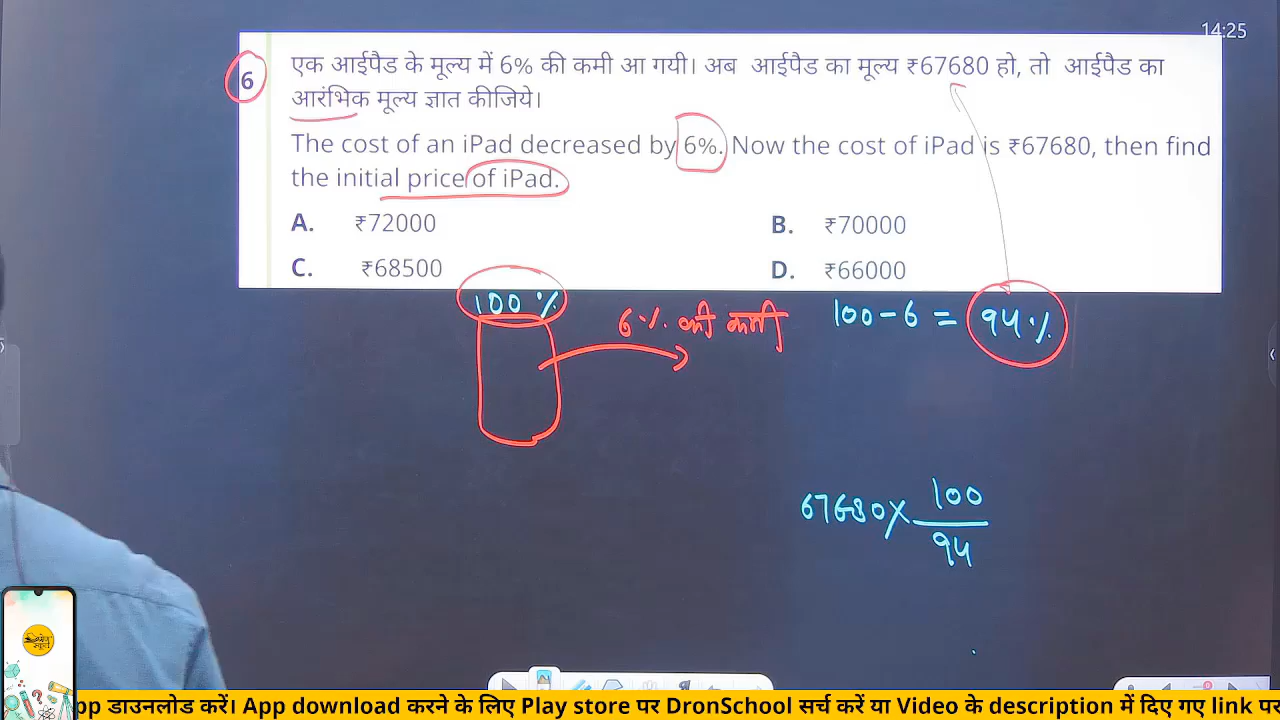 14:25
6
एक आईपैड के मूल्य में 6% की कमी आ गयी। अब आईपैड का मूल्य ₹67680 हो, तो आईपैड का
आरंभिक मूल्य ज्ञात कीजिये।
The cost of an iPad decreased by 6%. Now the cost of iPad is ₹67680, then find
the initial price of iPad.
A. ₹72000 B. ₹70000
C. ₹68500 D. ₹66000
100 %
6 % की कमी
100 - 6 = 94 %
67680 × 100
94
pp डाउनलोड करें। App download करने के लिए Play store पर DronSchool सर्च करें या Video के description में दिए गए link पर